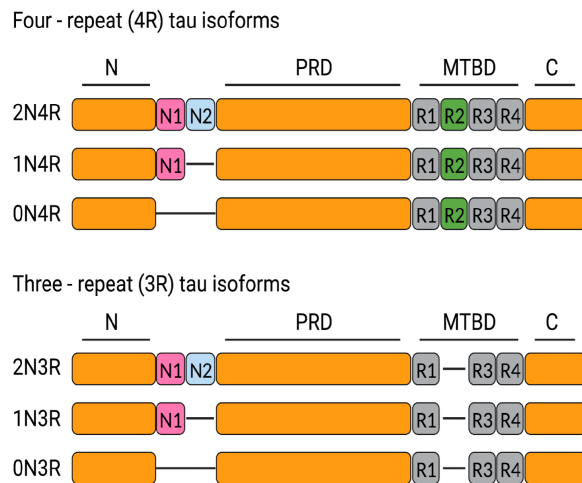 Four - repeat (4R) tau isoforms
N PRD MTBD C
2N4R N1 N2 R1 R2 R3 R4
1N4R N1 R1 R2 R3 R4
0N4R R1 R2 R3 R4
Three - repeat (3R) tau isoforms
N PRD MTBD C
2N3R N1 N2 R1 R3 R4
1N3R N1 R1 R3 R4
0N3R R1 R3 R4